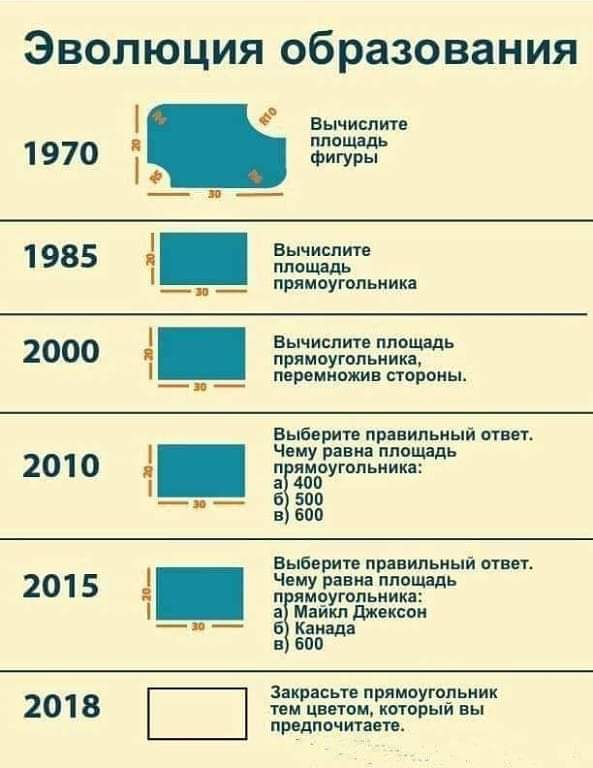 Эволюция образования
1970
20
R10
30
Вычислите
площадь
фигуры
1985
20
30
Вычислите
площадь
прямоугольника
2000
20
30
Вычислите площадь
прямоугольника,
перемножив стороны.
2010
20
30
Выберите правильный ответ.
Чему равна площадь
прямоугольника:
а) 400
б) 500
в) 600
2015
20
30
Выберите правильный ответ.
Чему равна площадь
прямоугольника:
а) Майкл Джексон
б) Канада
в) 600
2018
Закрасьте прямоугольник
тем цветом, который вы
предпочитаете.